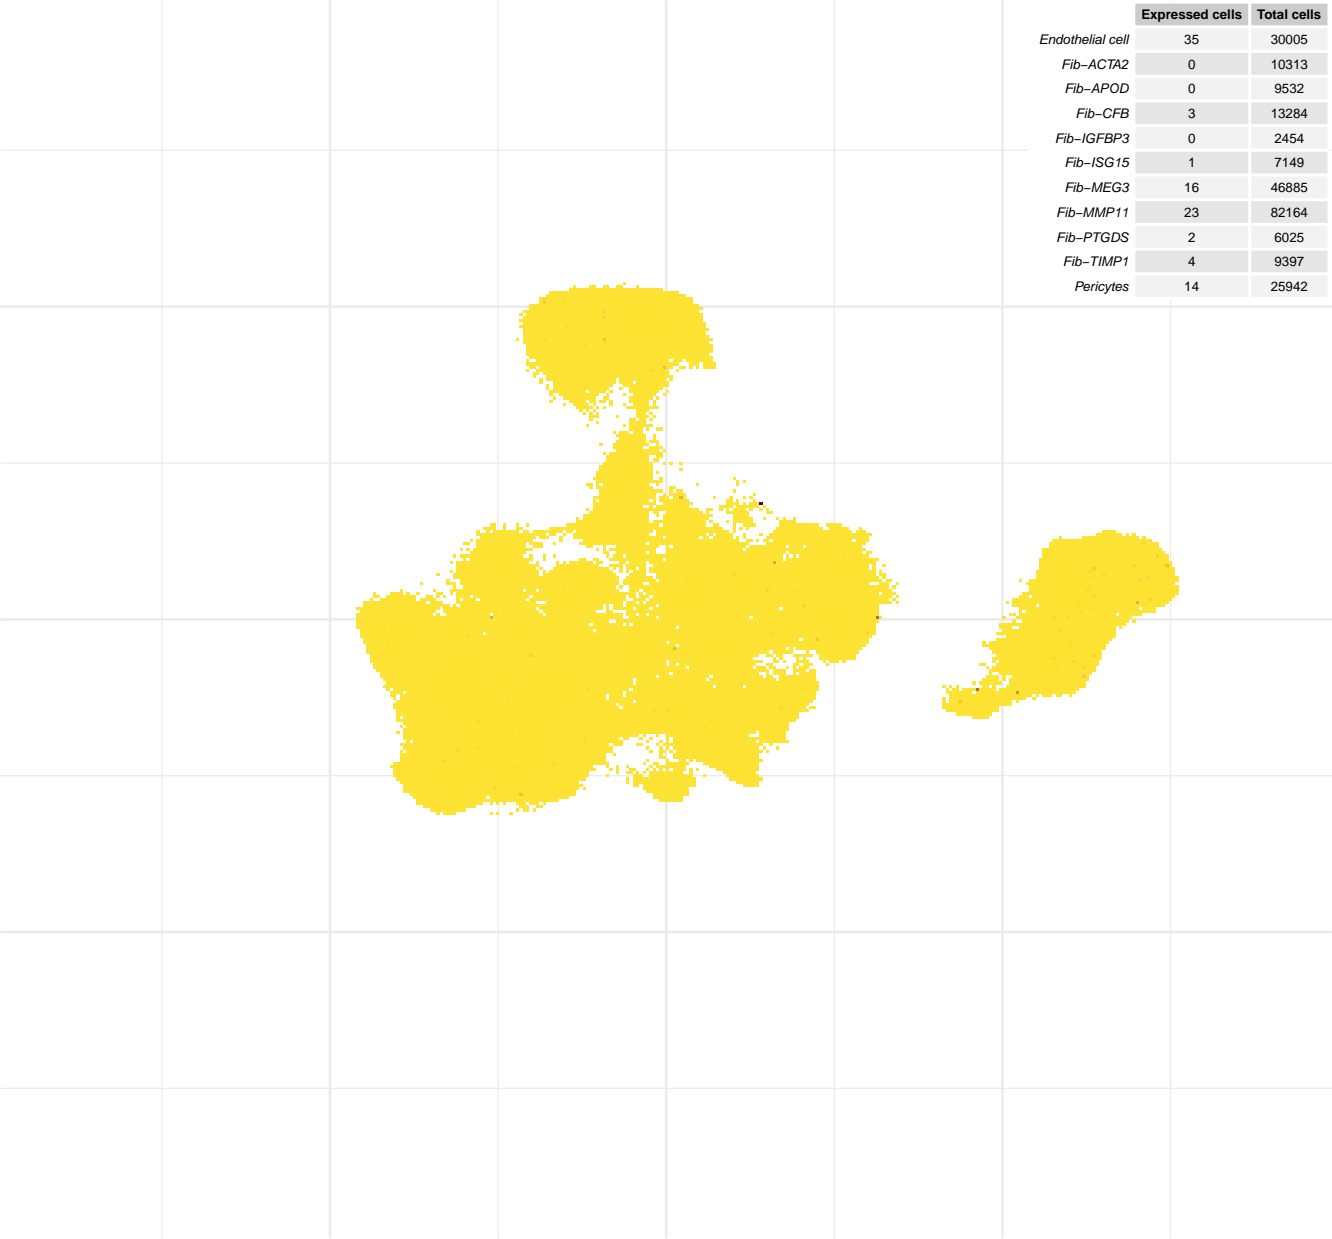 Expressed cells Total cells
Endothelial cell 35 30005
Fib−ACTA2 0 10313
Fib−APOD 0 9532
Fib−CFB 3 13284
Fib−IGFBP3 0 2454
Fib−ISG15 1 7149
Fib−MEG3 16 46885
Fib−MMP11 23 82164
Fib−PTGDS 2 6025
Fib−TIMP1 4 9397
Pericytes 14 25942